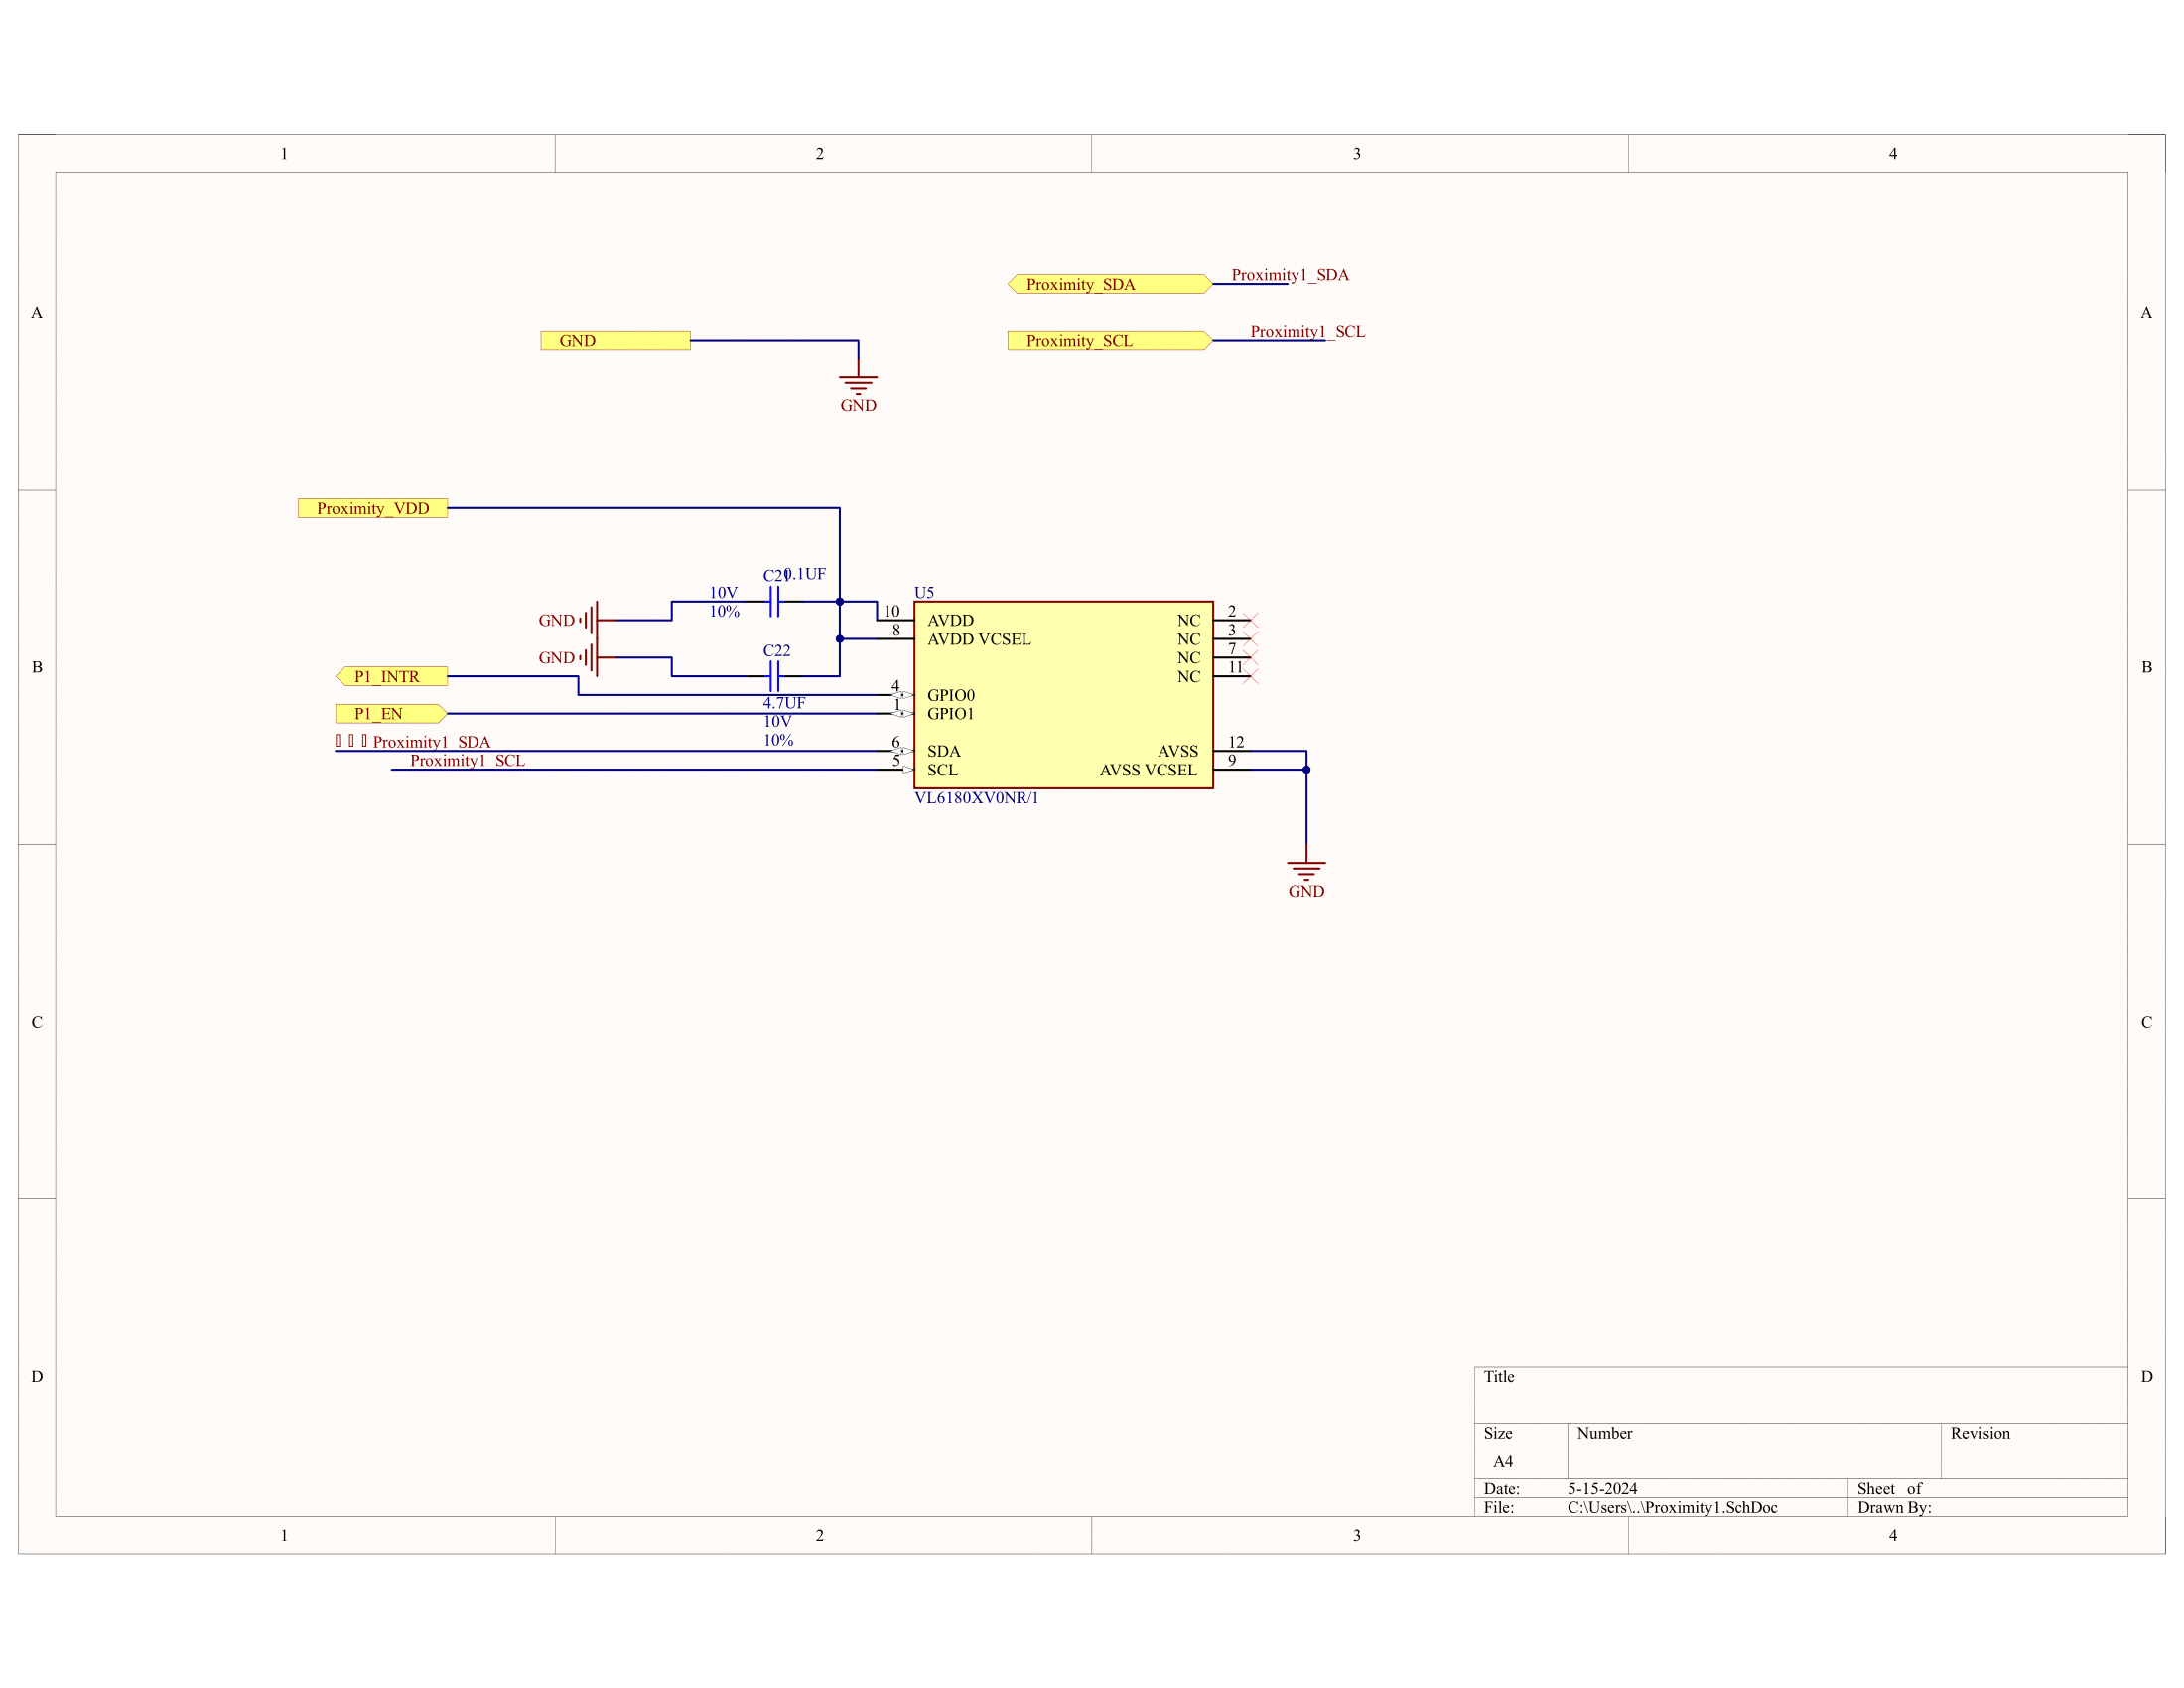 1 2 3 4
A A
Proximity_SDA Proximity1_SDA
GND Proximity_SCL Proximity1_SCL
GND
Proximity_VDD
C21 0.1UF
10V
10%
U5
GND
10 AVDD
8 AVDD VCSEL
NC 2
NC 3
NC 7
NC 11
B B
GND
C22
P1_INTR
4 GPIO0
4.7UF
P1_EN
1 GPIO1
10V
10%
Proximity1_SDA
6 SDA
AVSS 12
Proximity1_SCL
5 SCL
AVSS VCSEL 9
VL6180XV0NR/1
GND
C C
D D
Title
Size Number Revision
A4
Date: 5-15-2024 Sheet of
File: C:\Users\..\Proximity1.SchDoc Drawn By:
1 2 3 4